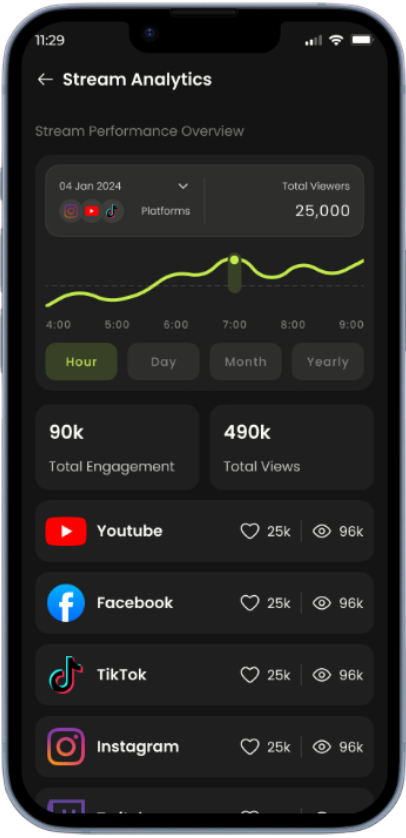 11:29
Stream Analytics
Stream Performance Overview
04 Jan 2024
Total Viewers
Platforms
25,000
4:00 5:00 6:00 7:00 8:00 9:00
Hour Day Month Yearly
90k 490k
Total Engagement Total Views
Youtube 25k 96k
Facebook 25k 96k
TikTok 25k 96k
Instagram 25k 96k